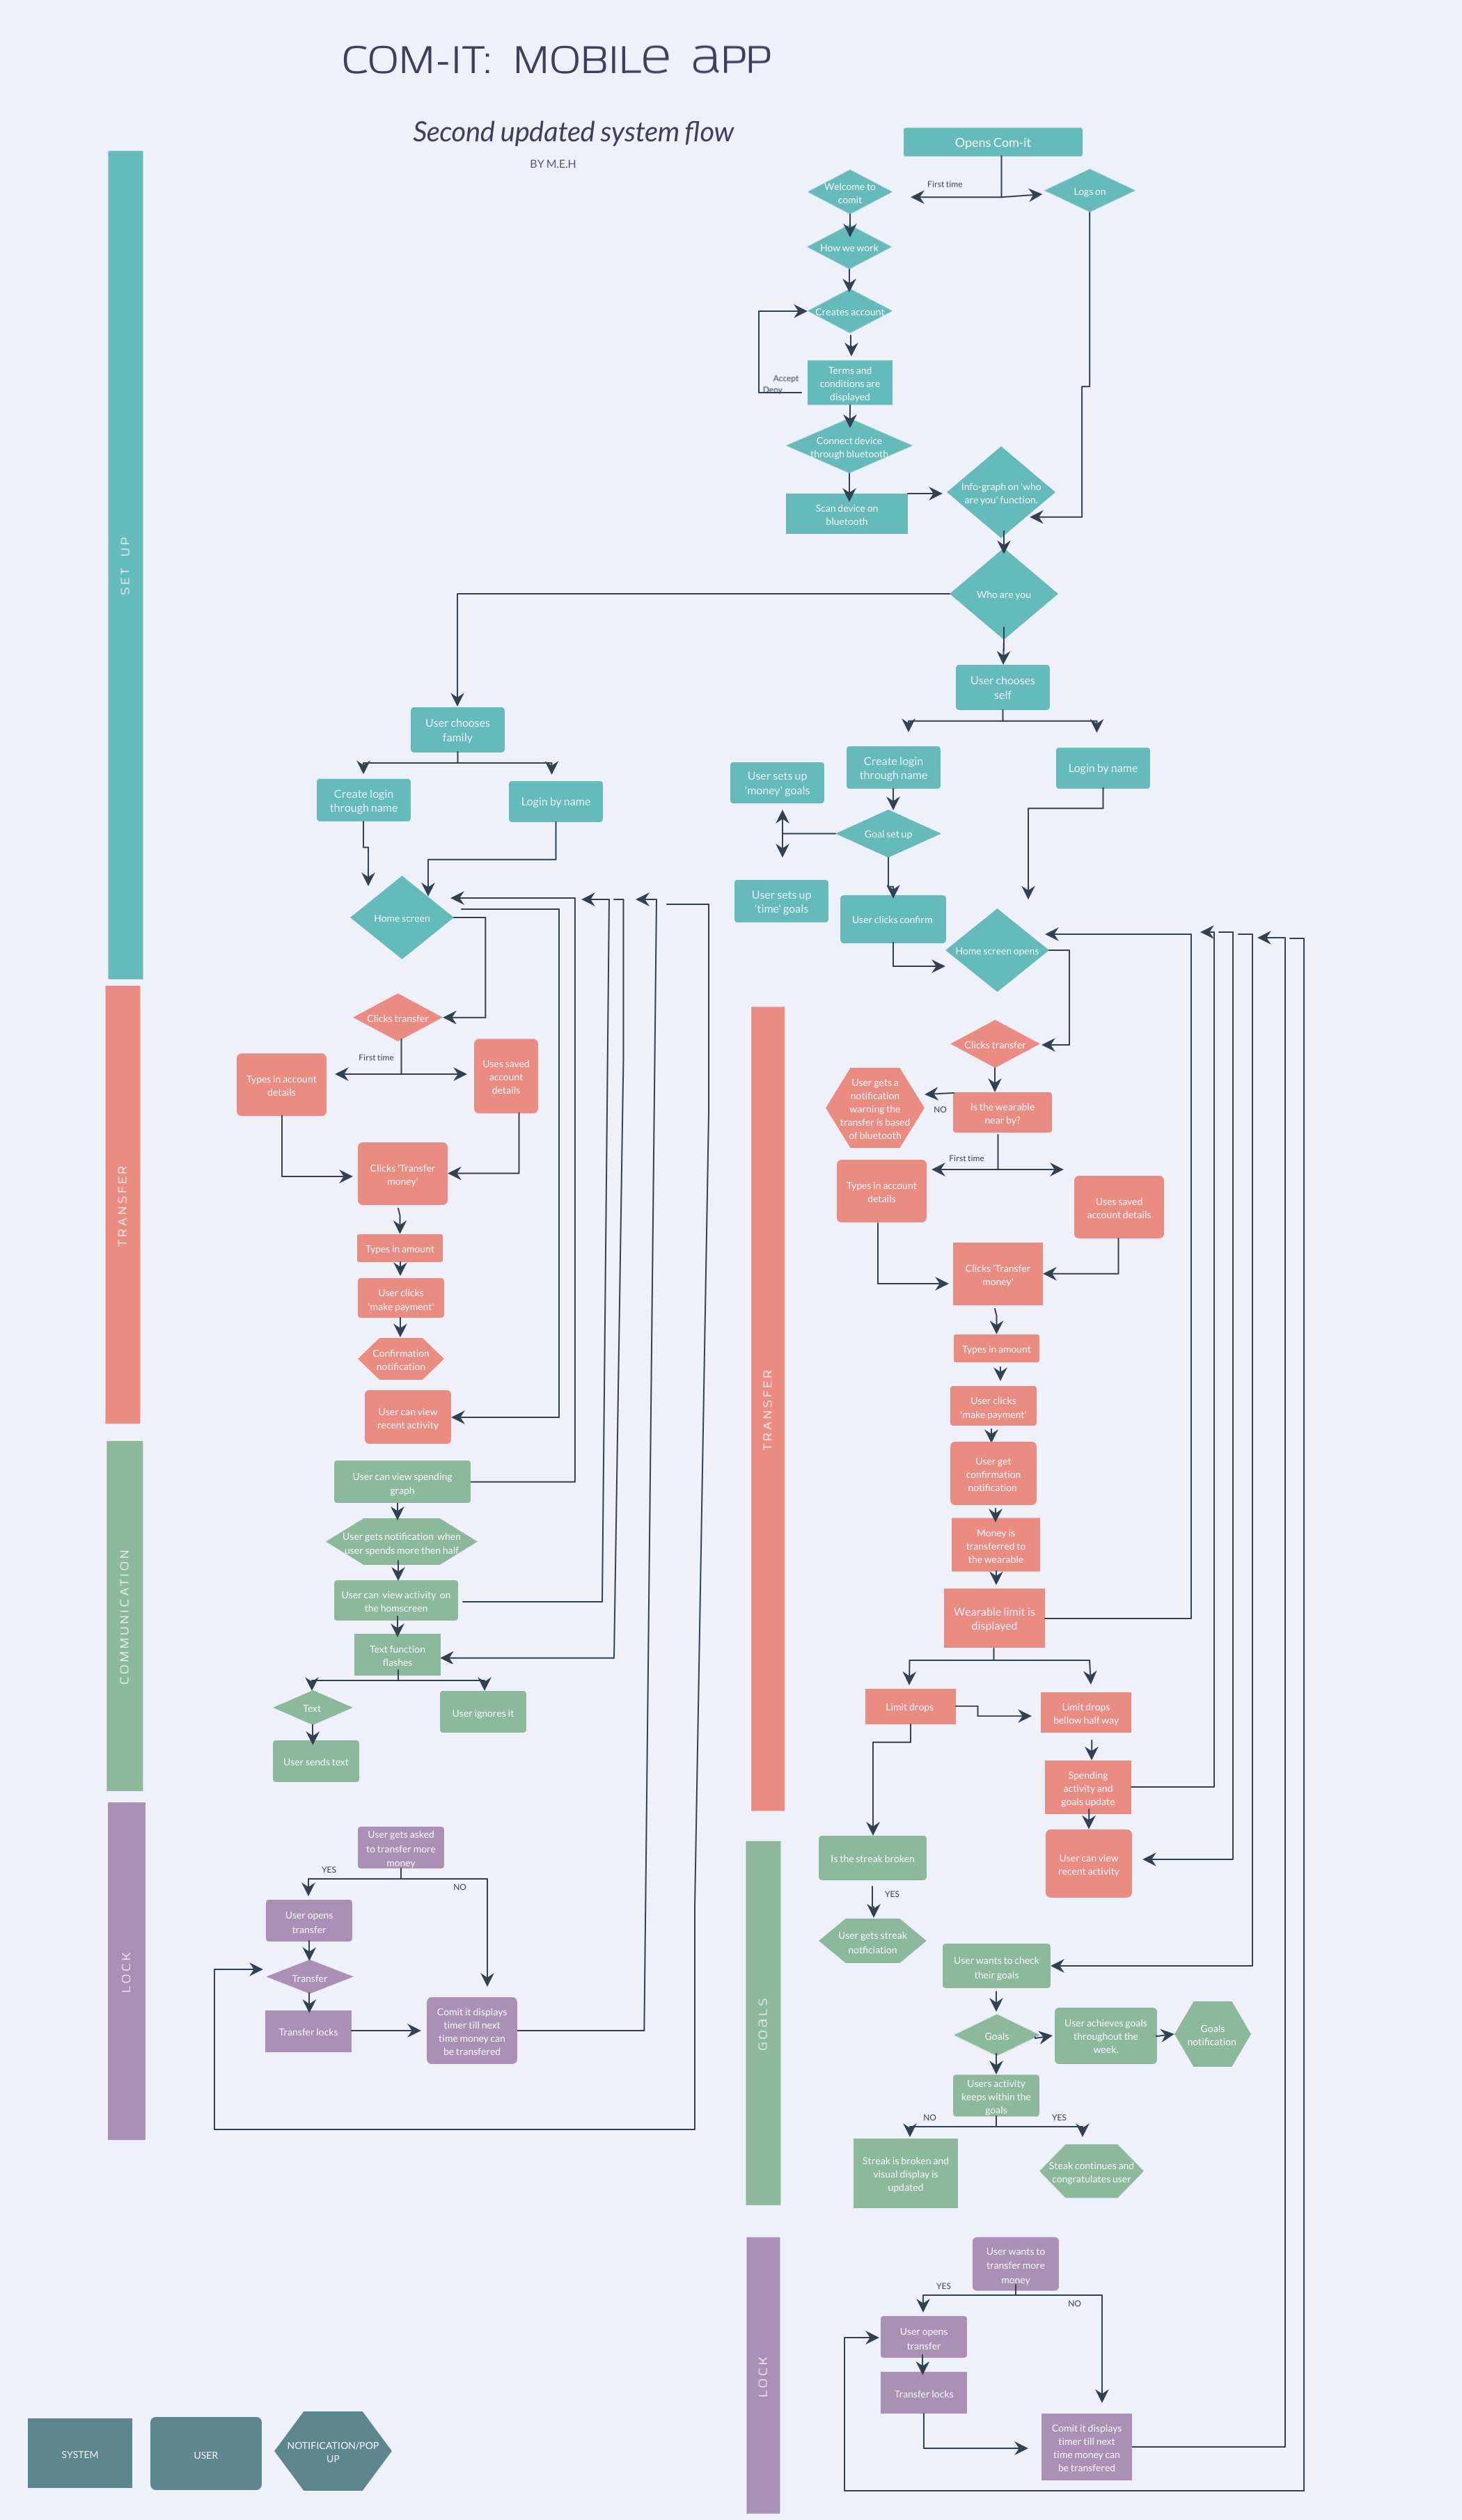 COM-IT: MOBILe aPP
Second updated system flow
BY M.E.H
Opens Com-it
First time
Welcome to
comit
Logs on
How we work
Creates account
Terms and
conditions are
displayed
Accept
Deny
Connect device
through bluetooth
Info-graph on 'who
are you' function.
Scan device on
bluetooth
SET UP
Who are you
User chooses
self
User chooses
family
Create login
through name
Login by name
User sets up
'money' goals
Create login
through name
Login by name
Goal set up
User sets up
'time' goals
User clicks confirm
Home screen
Home screen opens
TRANSFER
Clicks transfer
First time
Types in account
details
Uses saved
account
details
Clicks 'Transfer
money'
Types in amount
User clicks
'make payment'
Confirmation
notification
User can view
recent activity
COMMUNICATION
User can view spending
graph
User gets notification when
user spends more then half
User can view activity on
the homscreen
Text function
flashes
Text
User ignores it
User sends text
LOCK
User gets asked
to transfer more
money
YES
NO
User opens
transfer
Transfer
Transfer locks
Comit it displays
timer till next
time money can
be transfered
TRANSFER
Clicks transfer
User gets a
notification
warning the
transfer is based
of bluetooth
NO
Is the wearable
near by?
First time
Types in account
details
Uses saved
account details
Clicks 'Transfer
money'
Types in amount
User clicks
'make payment'
User get
confirmation
notification
Money is
transferred to
the wearable
Wearable limit is
displayed
Limit drops
Limit drops
bellow half way
Spending
activity and
goals update
User can view
recent activity
GOALS
Is the streak broken
YES
User gets streak
notficiation
User wants to check
their goals
Goals
User achieves goals
throughout the
week.
Goals
notification
Users activity
keeps within the
goals
NO
YES
Streak is broken and
visual display is
updated
Steak continues and
congratulates user
LOCK
User wants to
transfer more
money
YES
NO
User opens
transfer
Transfer locks
Comit it displays
timer till next
time money can
be transfered
SYSTEM
USER
NOTIFICATION/POP
UP